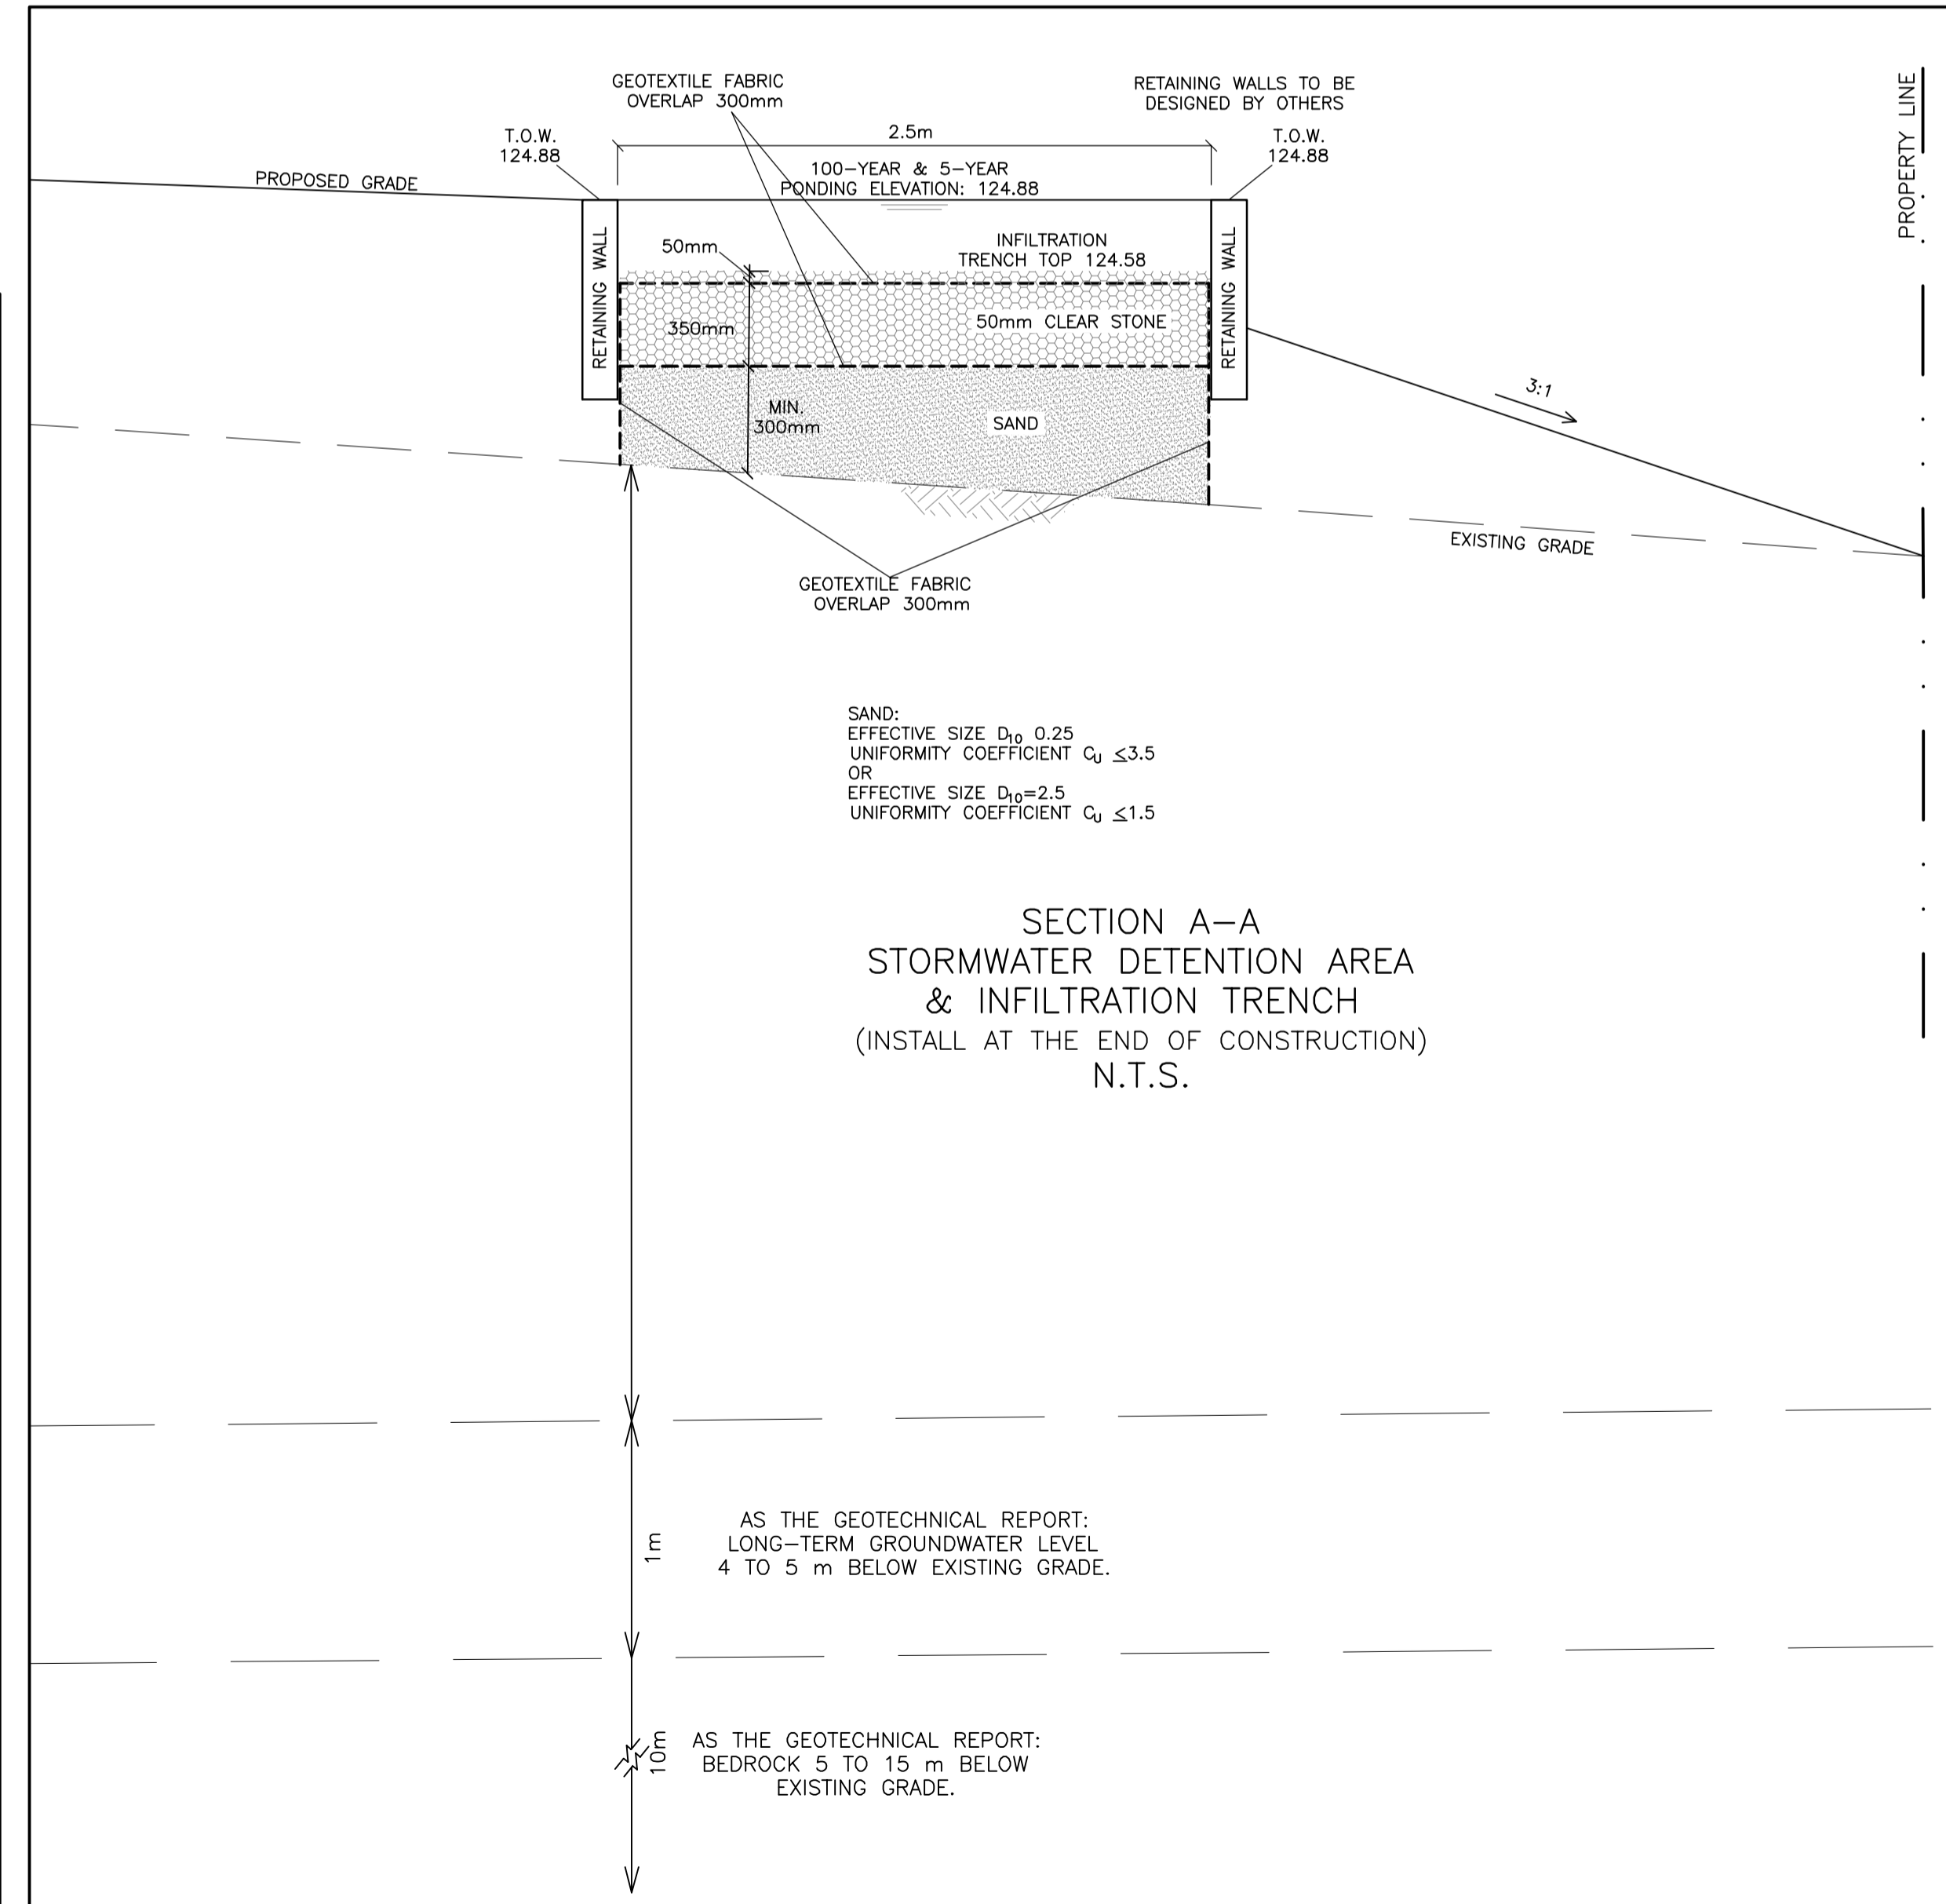 GEOTEXTILE FABRIC
OVERLAP 300mm
RETAINING WALLS TO BE
DESIGNED BY OTHERS
PROPERTY LINE
T.O.W.
124.88
2.5m
T.O.W.
124.88
PROPOSED GRADE
100-YEAR & 5-YEAR
PONDING ELEVATION: 124.88
RETAINING WALL
50mm
INFILTRATION
TRENCH TOP 124.58
RETAINING WALL
350mm
50mm CLEAR STONE
3:1
MIN.
300mm
SAND
EXISTING GRADE
GEOTEXTILE FABRIC
OVERLAP 300mm
SAND:
EFFECTIVE SIZE D10 0.25
UNIFORMITY COEFFICIENT CU ≤3.5
OR
EFFECTIVE SIZE D10=2.5
UNIFORMITY COEFFICIENT CU ≤1.5
SECTION A-A
STORMWATER DETENTION AREA
& INFILTRATION TRENCH
(INSTALL AT THE END OF CONSTRUCTION)
N.T.S.
1m
AS THE GEOTECHNICAL REPORT:
LONG-TERM GROUNDWATER LEVEL
4 TO 5 m BELOW EXISTING GRADE.
10m
AS THE GEOTECHNICAL REPORT:
BEDROCK 5 TO 15 m BELOW
EXISTING GRADE.